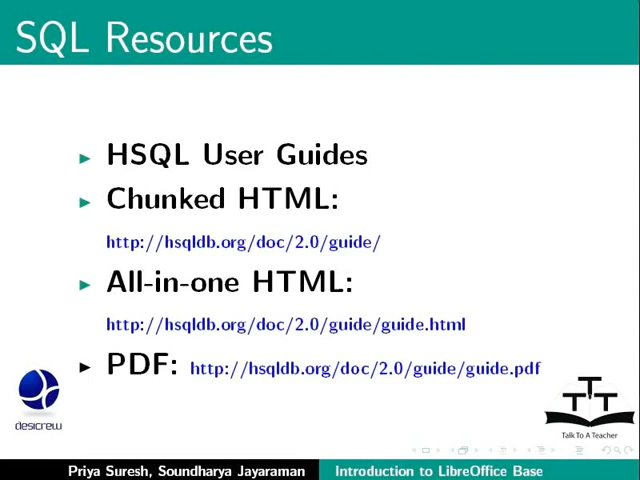 SQL Resources
HSQL User Guides
Chunked HTML:
http://hsqldb.org/doc/2.0/guide/
All-in-one HTML:
http://hsqldb.org/doc/2.0/guide/guide.html
PDF: http://hsqldb.org/doc/2.0/guide/guide.pdf
desicrew
TTT
Talk To A Teacher
Priya Suresh, Soundharya Jayaraman Introduction to LibreOffice Base